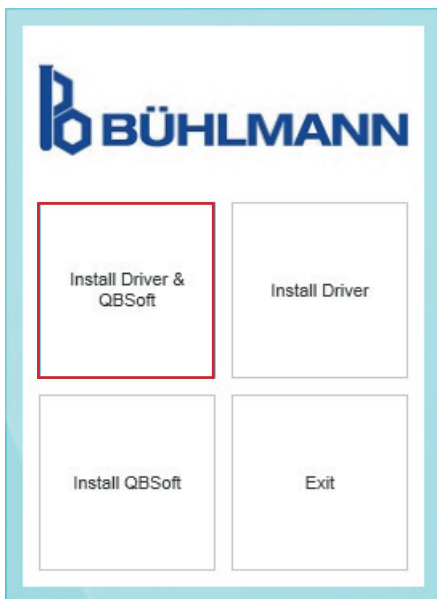 BÜHLMANN
Install Driver &
QBSoft
Install Driver
Install QBSoft
Exit